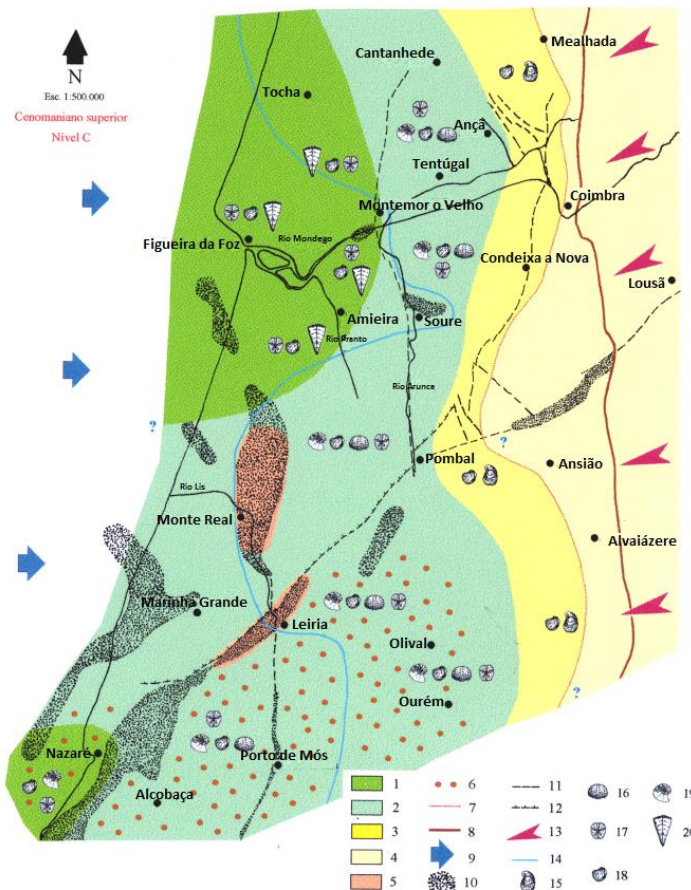 N
Esc. 1:500.000
Cenomaniano superior
Nível C
Mealhada
Cantanhede
Tocha
Ançã
Tentúgal
Coimbra
Montemor o Velho
Figueira da Foz
Rio Mondego
Condeixa a Nova
Lousã
Amieira
Soure
Rio Pranto
Rio Arunca
?
?
Pombal
Ansião
Rio Lis
Monte Real
Alvaiázere
Marinha Grande
Leiria
Olival
?
Ourém
Nazaré
Porto de Mós
Alcobaça
1 6 11 16 19
2 7 12 17 20
3 8 13 18
4 9 14
5 10 15